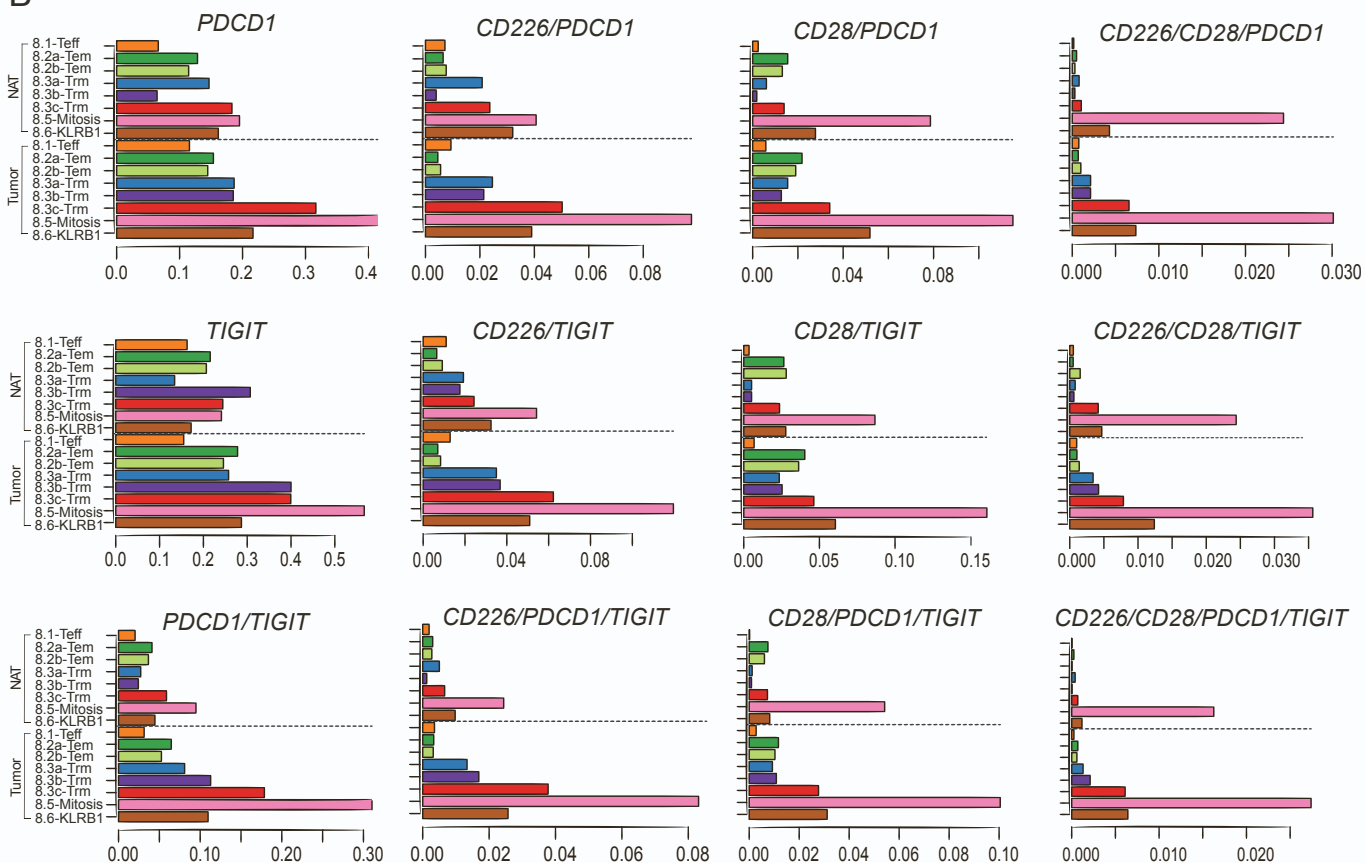 PDCD1
CD226/PDCD1
CD28/PDCD1
CD226/CD28/PDCD1
NAT
8.1-Teff
8.2a-Tem
8.2b-Tem
8.3a-Trm
8.3b-Trm
8.3c-Trm
8.5-Mitosis
8.6-KLRB1
Tumor
8.1-Teff
8.2a-Tem
8.2b-Tem
8.3a-Trm
8.3b-Trm
8.3c-Trm
8.5-Mitosis
8.6-KLRB1
0.0 0.1 0.2 0.3 0.4
0.00 0.02 0.04 0.06 0.08
0.00 0.04 0.08
0.000 0.010 0.020 0.030
TIGIT
CD226/TIGIT
CD28/TIGIT
CD226/CD28/TIGIT
NAT
8.1-Teff
8.2a-Tem
8.2b-Tem
8.3a-Trm
8.3b-Trm
8.3c-Trm
8.5-Mitosis
8.6-KLRB1
Tumor
8.1-Teff
8.2a-Tem
8.2b-Tem
8.3a-Trm
8.3b-Trm
8.3c-Trm
8.5-Mitosis
8.6-KLRB1
0.0 0.1 0.2 0.3 0.4 0.5
0.00 0.04 0.08
0.00 0.05 0.10 0.15
0.000 0.010 0.020 0.030
PDCD1/TIGIT
CD226/PDCD1/TIGIT
CD28/PDCD1/TIGIT
CD226/CD28/PDCD1/TIGIT
NAT
8.1-Teff
8.2a-Tem
8.2b-Tem
8.3a-Trm
8.3b-Trm
8.3c-Trm
8.5-Mitosis
8.6-KLRB1
Tumor
8.1-Teff
8.2a-Tem
8.2b-Tem
8.3a-Trm
8.3b-Trm
8.3c-Trm
8.5-Mitosis
8.6-KLRB1
0.00 0.10 0.20 0.30
0.00 0.02 0.04 0.06 0.08
0.00 0.02 0.04 0.06 0.08 0.10
0.000 0.010 0.020